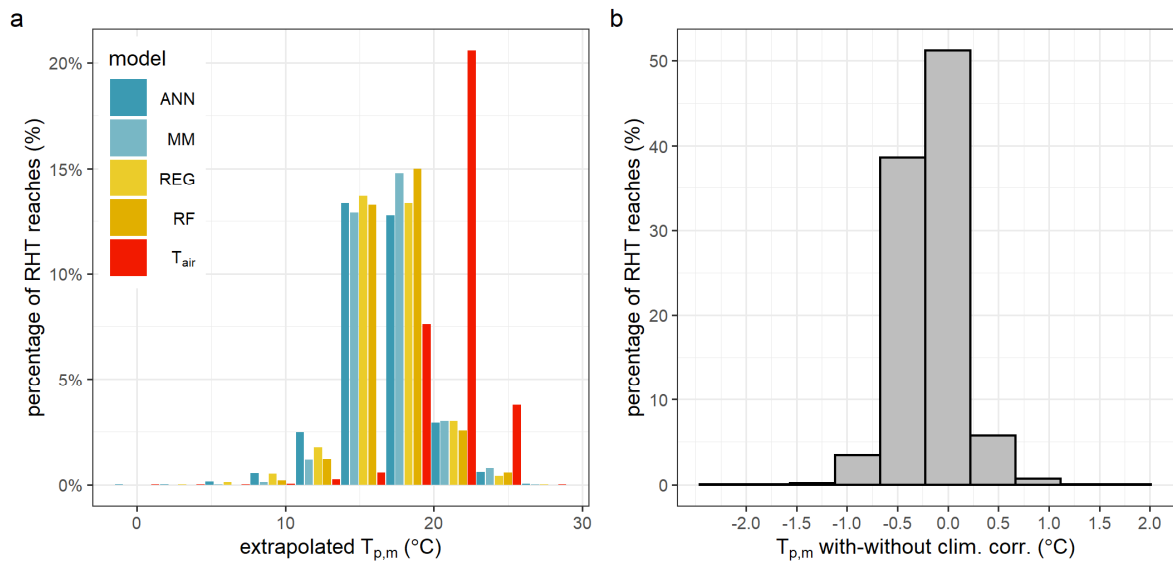 a
percentage of RHT reaches (%)
20%
15%
10%
5%
0%
model
ANN
MM
REG
RF
Tair
0
10
20
30
extrapolated Tp,m (°C)
b
percentage of RHT reaches (%)
50
40
30
20
10
0
-2.0
-1.5
-1.0
-0.5
0.0
0.5
1.0
1.5
2.0
Tp,m with-without clim. corr. (°C)